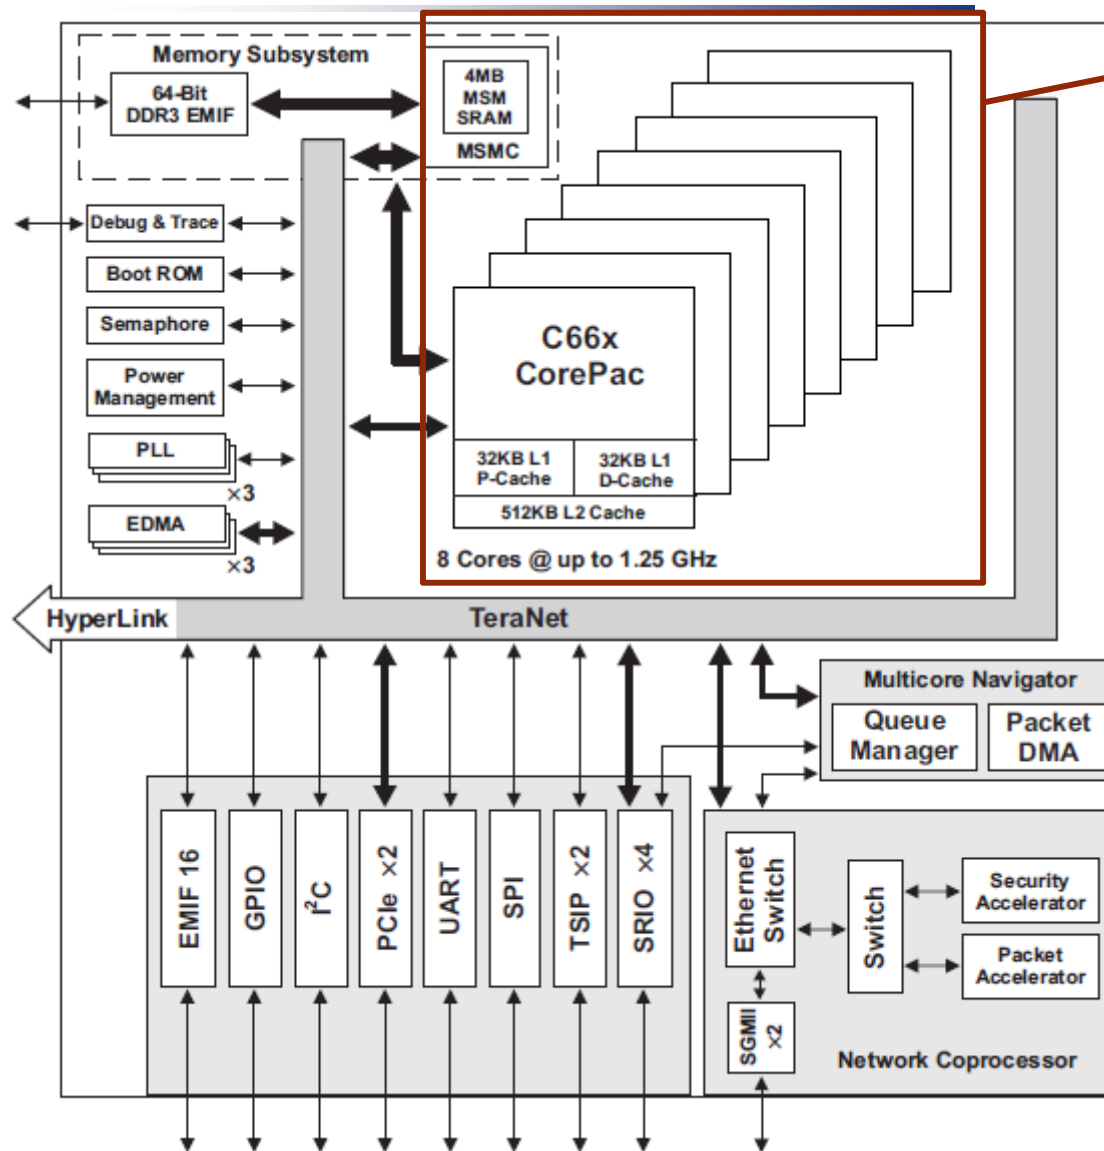 Memory Subsystem
64-Bit
DDR3 EMIF
4MB
MSM
SRAM
MSMC
Debug & Trace
Boot ROM
Semaphore
Power
Management
PLL
×3
EDMA
×3
C66x
CorePac
32KB L1
P-Cache
32KB L1
D-Cache
512KB L2 Cache
8 Cores @ up to 1.25 GHz
HyperLink
TeraNet
Multicore Navigator
Queue
Manager
Packet
DMA
EMIF 16
GPIO
I²C
PCIe ×2
UART
SPI
TSIP ×2
SRIO ×4
Ethernet
Switch
Switch
Security
Accelerator
Packet
Accelerator
SGMII
×2
Network Coprocessor